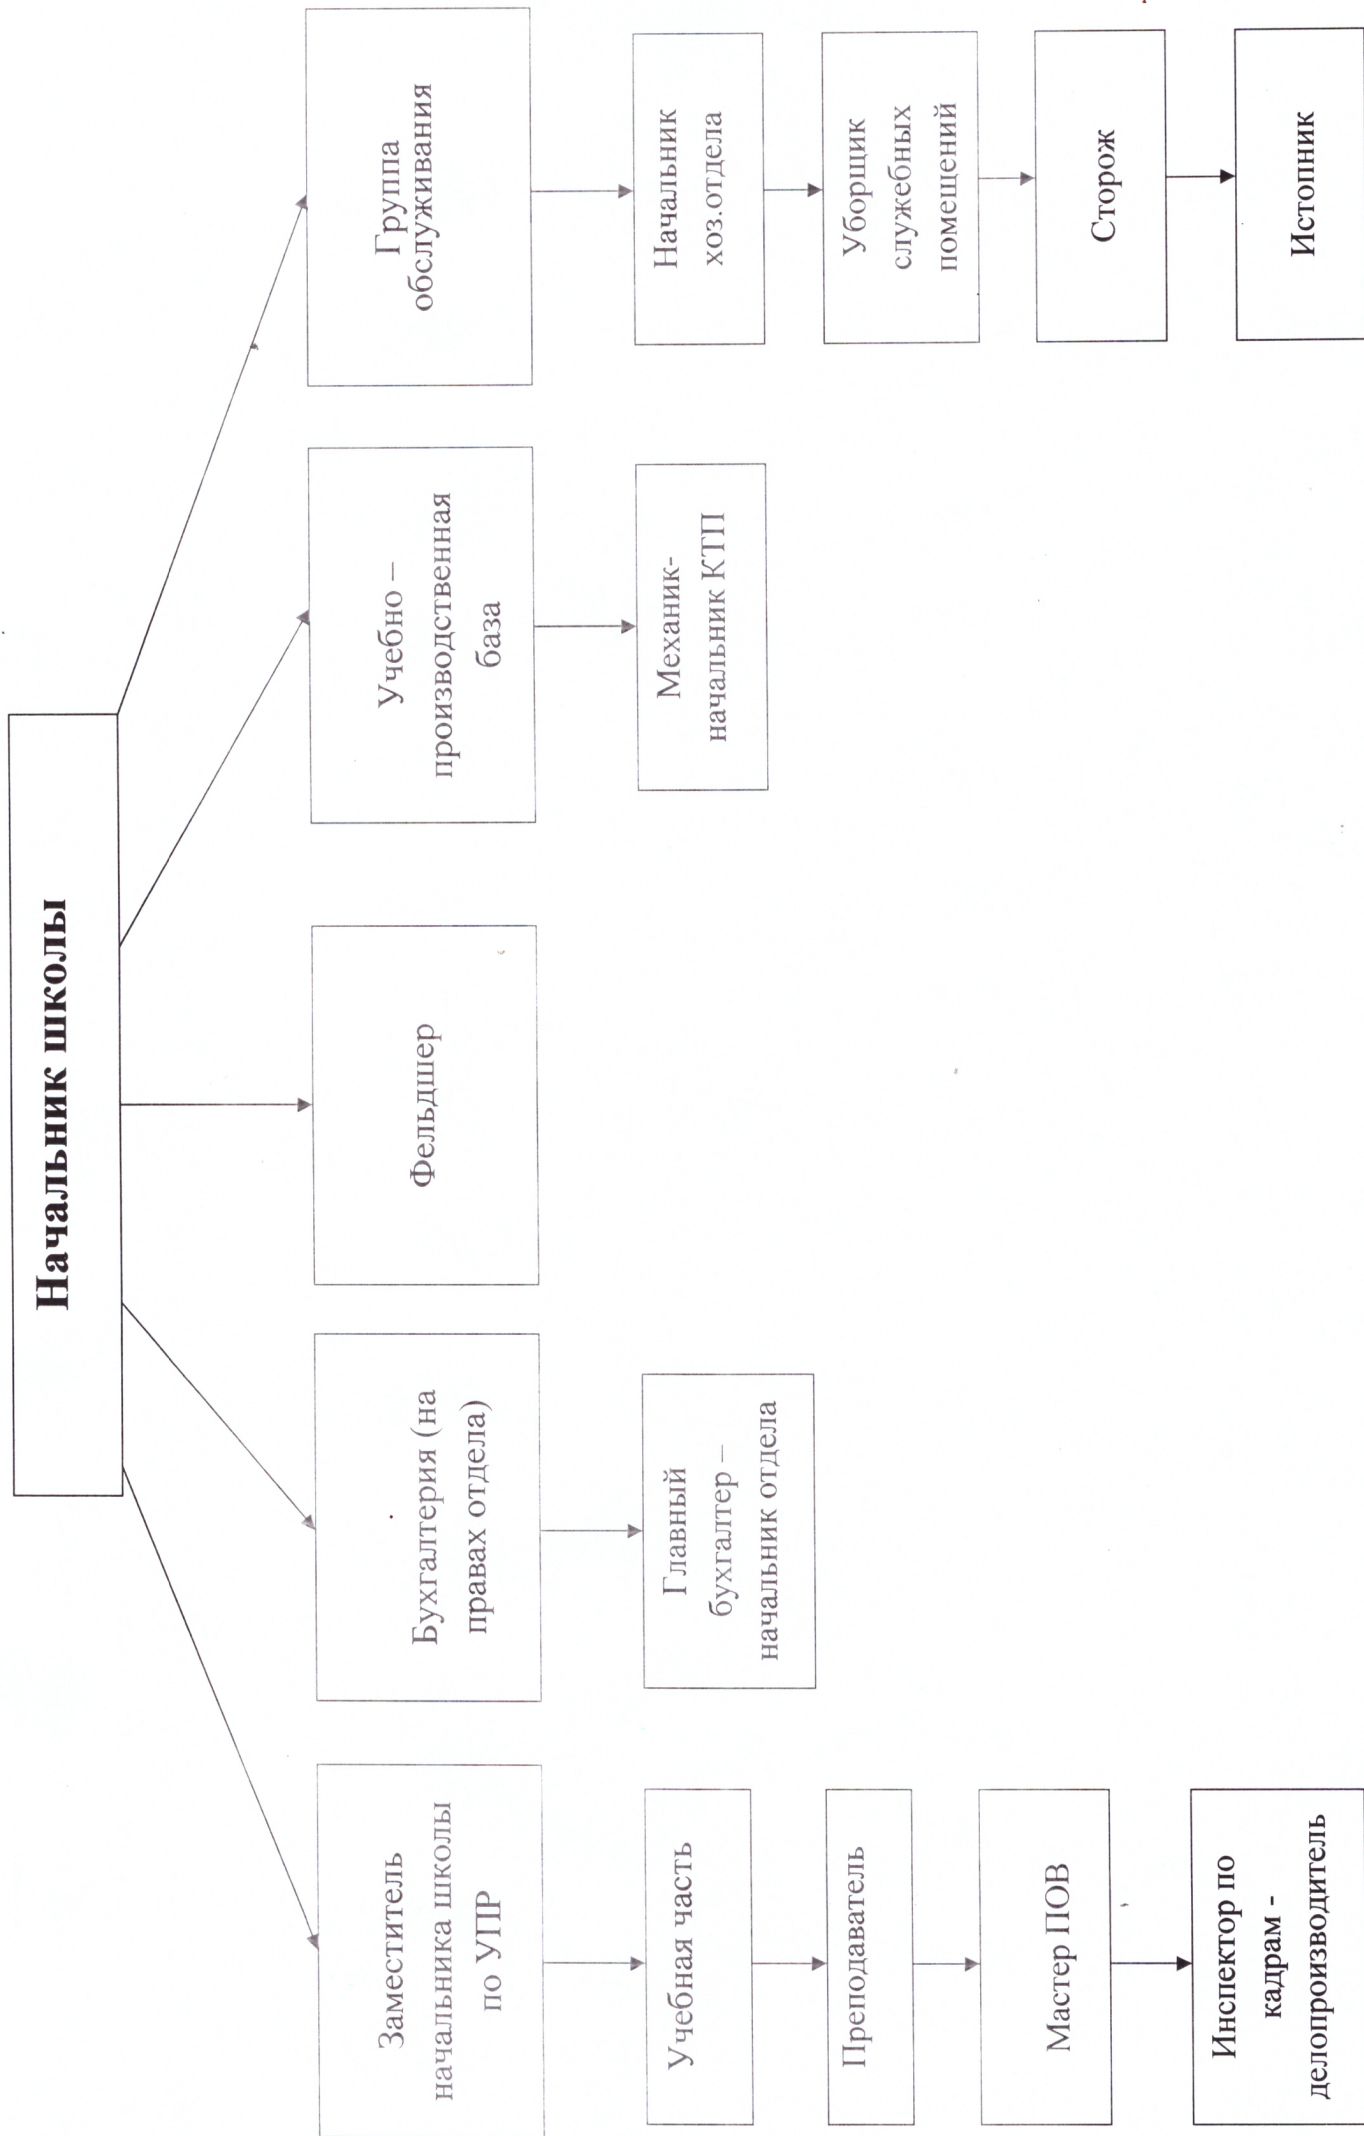 Начальник школы
Заместитель
начальника школы
по УПР
Бухгалтерия (на
правах отдела)
Фельдшер
Учебно –
производственная
база
Группа
обслуживания
Учебная часть
Главный
бухгалтер –
начальник отдела
Механик-
начальник КТП
Начальник
хоз.отдела
Преподаватель
Уборщик
служебных
помещений
Мастер ПОВ
Сторож
Инспектор по
кадрам -
делопроизводитель
Истопник